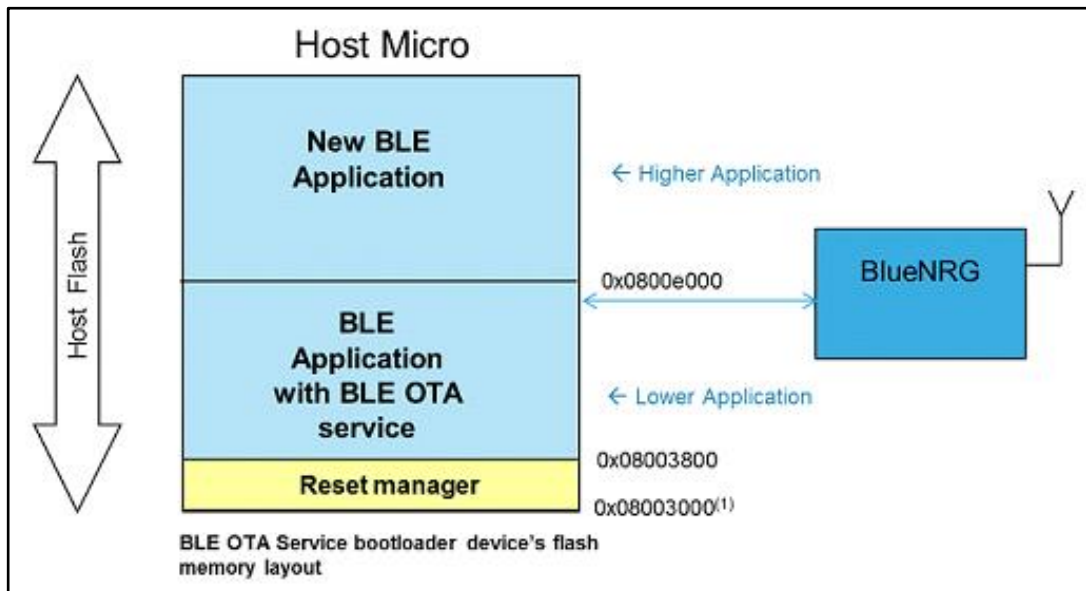 Host Micro
Host Flash
New BLE
Application
← Higher Application
0x0800e000
BlueNRG
BLE
Application
with BLE OTA
service
← Lower Application
0x08003800
Reset manager
0x08003000(1)
BLE OTA Service bootloader device's flash
memory layout